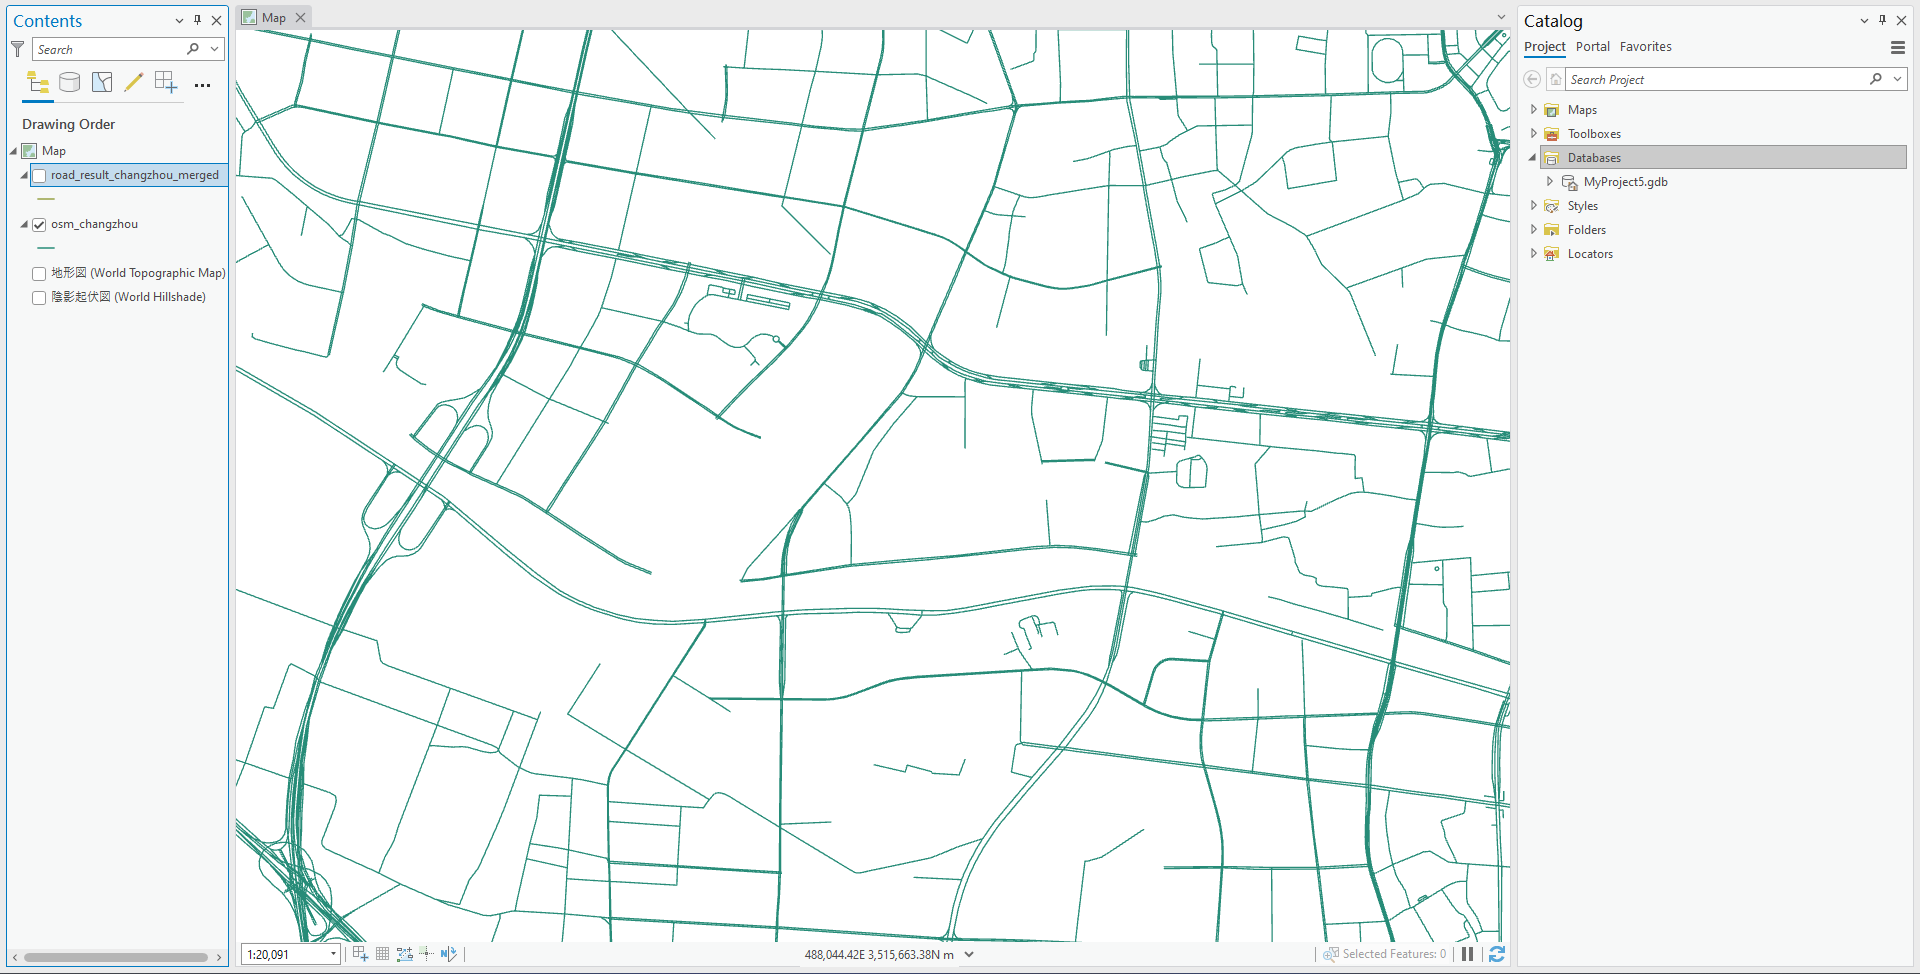 Contents
Search
Drawing Order
Map
road_result_changzhou_merged
osm_changzhou
地形図 (World Topographic Map)
陰影起伏図 (World Hillshade)
Map
1:20,091
488,044.42E 3,515,663.38N m
Selected Features: 0
Catalog
Project Portal Favorites
Search Project
Maps
Toolboxes
Databases
MyProject5.gdb
Styles
Folders
Locators